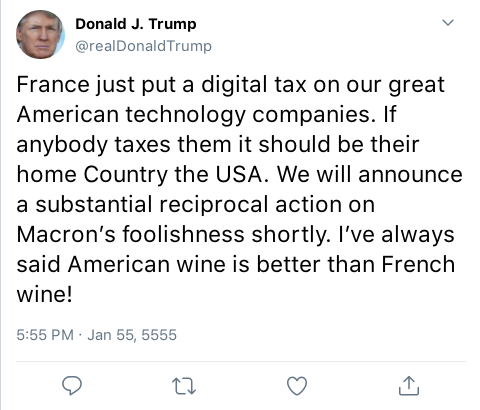 Donald J. Trump
@realDonaldTrump
France just put a digital tax on our great
American technology companies. If
anybody taxes them it should be their
home Country the USA. We will announce
a substantial reciprocal action on
Macron’s foolishness shortly. I’ve always
said American wine is better than French
wine!
5:55 PM · Jan 55, 5555